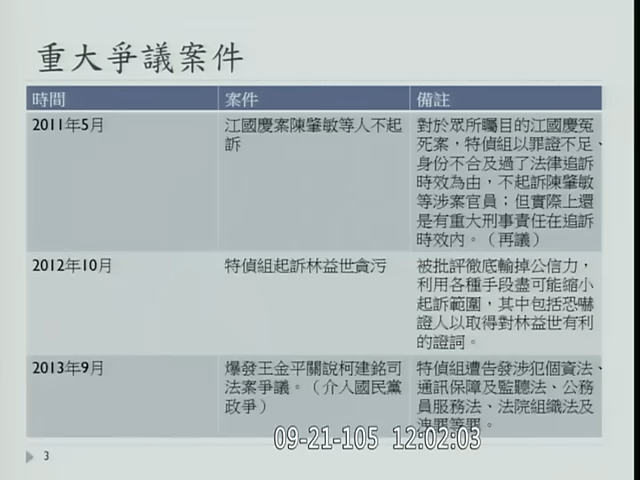 重大爭議案件
時間 案件 備註
2011年5月 江國慶案陳肇敏等人不起 對於眾所矚目的江國慶冤
訴 死案，特偵組以罪證不足、
身份不合及過了法律追訴
時效為由，不起訴陳肇敏
等涉案官員；但實際上還
是有重大刑事責任在追訴
時效內。（再議）
2012年10月 特偵組起訴林益世貪污 被批評徹底輸掉公信力，
利用各種手段盡可能縮小
起訴範圍，其中包括恐嚇
證人以取得對林益世有利
的證詞。
2013年9月 爆發王金平關說柯建銘司 特偵組遭告發涉犯個資法、
法案爭議。（介入國民黨 通訊保障及監聽法、公務
政爭） 員服務法、法院組織法及
洩罪等罪。
09-21-105 12:02:03
3